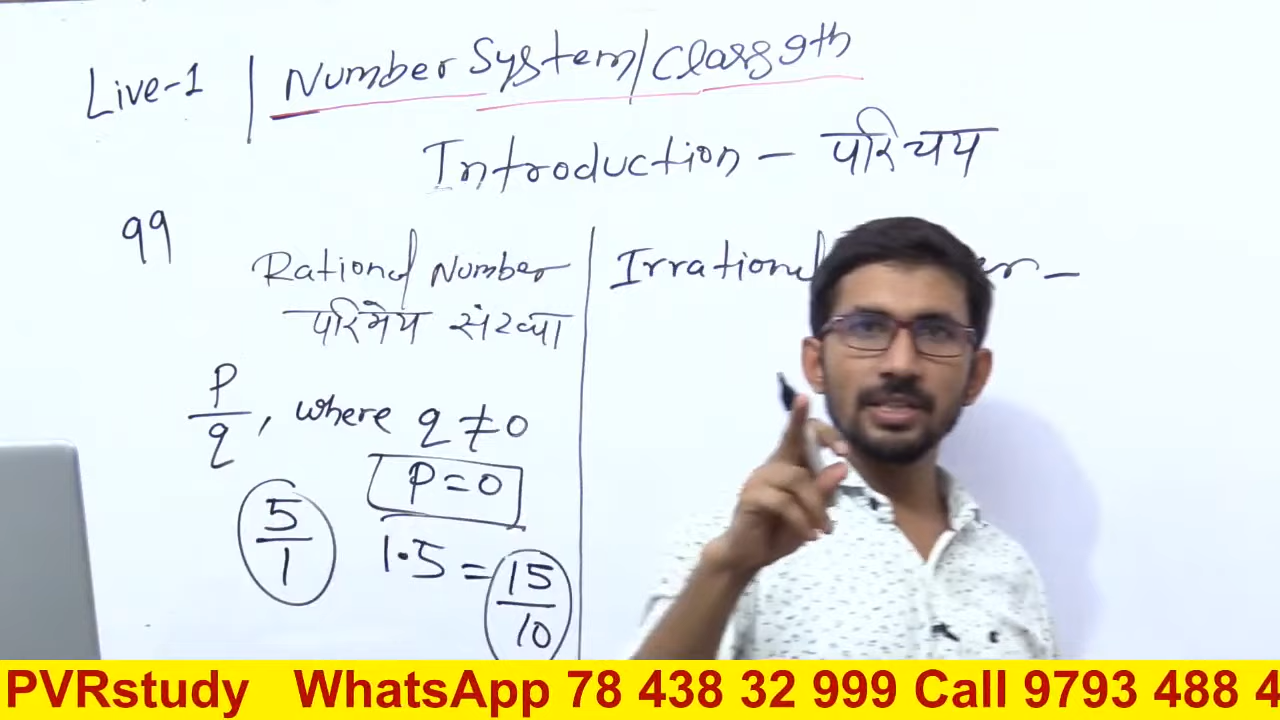 Live-1 | Number System/Class 9th
Introduction - परिचय
99
Rational Number
परिमेय संख्या
Irrational -
p/q, where q ≠ 0
P=0
5/1
1.5 = 15/10
PVRstudy WhatsApp 78 438 32 999 Call 9793 488 4